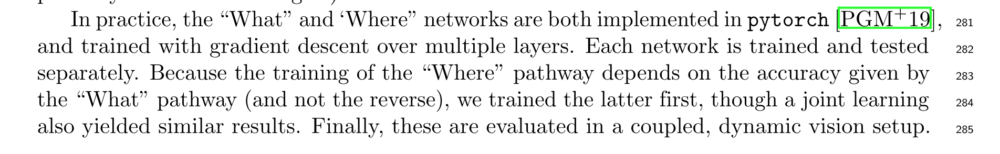 In practice, the “What” and ‘Where” networks are both implemented in pytorch [PGM+19], 281
and trained with gradient descent over multiple layers. Each network is trained and tested 282
separately. Because the training of the “Where” pathway depends on the accuracy given by 283
the “What” pathway (and not the reverse), we trained the latter first, though a joint learning 284
also yielded similar results. Finally, these are evaluated in a coupled, dynamic vision setup. 285